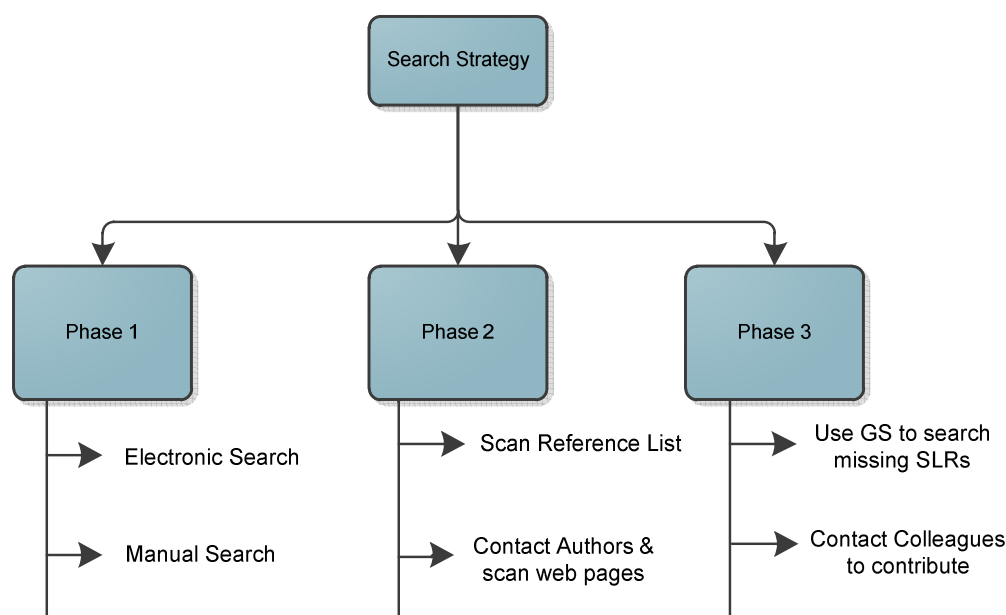 Search Strategy
Phase 1
Electronic Search
Manual Search
Phase 2
Scan Reference List
Contact Authors &
scan web pages
Phase 3
Use GS to search
missing SLRs
Contact Colleagues
to contribute